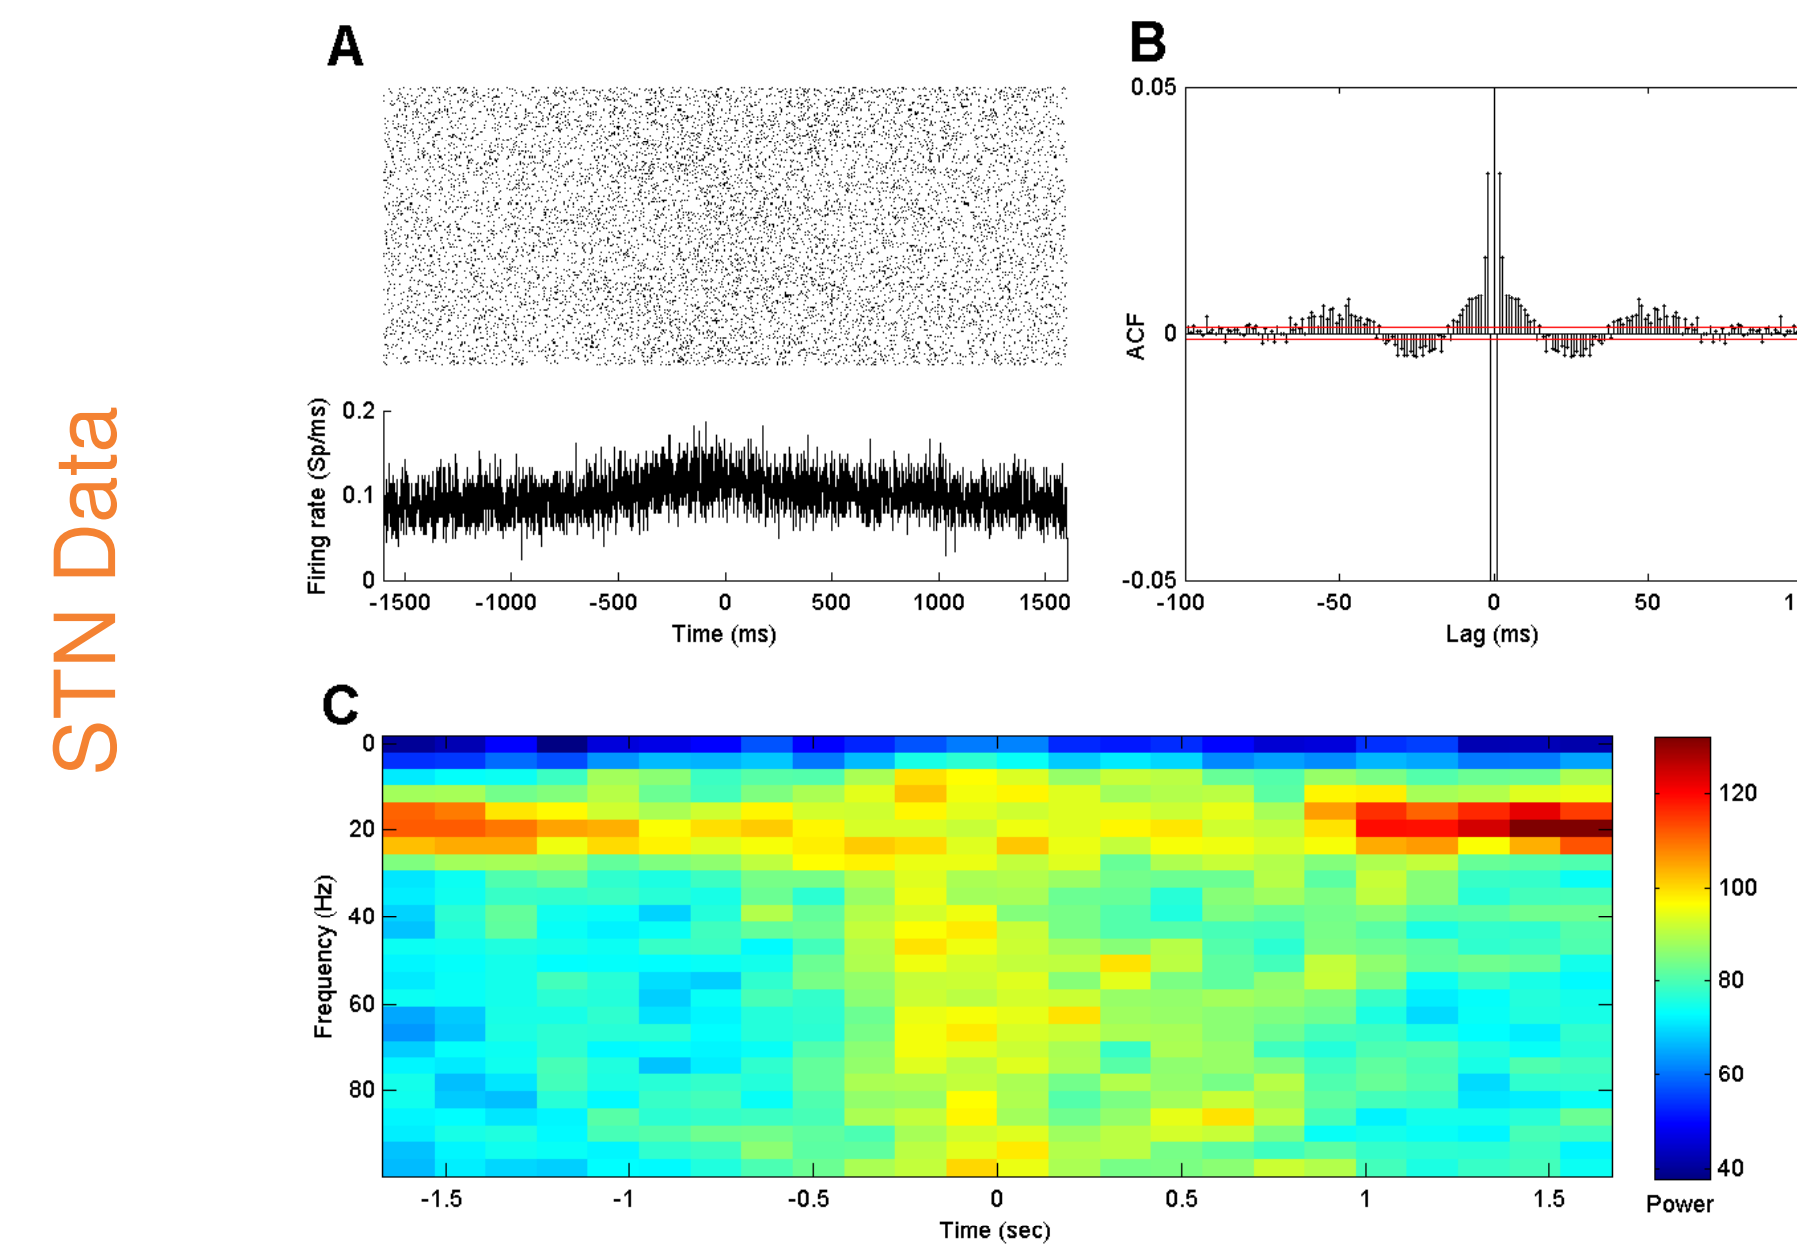 STN Data
A
B
Firing rate (Sp/ms)
0.2
0.1
0
-1500 -1000 -500 0 500 1000 1500
Time (ms)
ACF
0.05
0
-0.05
-100 -50 0 50 1
Lag (ms)
C
Frequency (Hz)
0
20
40
60
80
-1.5 -1 -0.5 0 0.5 1 1.5
Time (sec)
120
100
80
60
40
Power